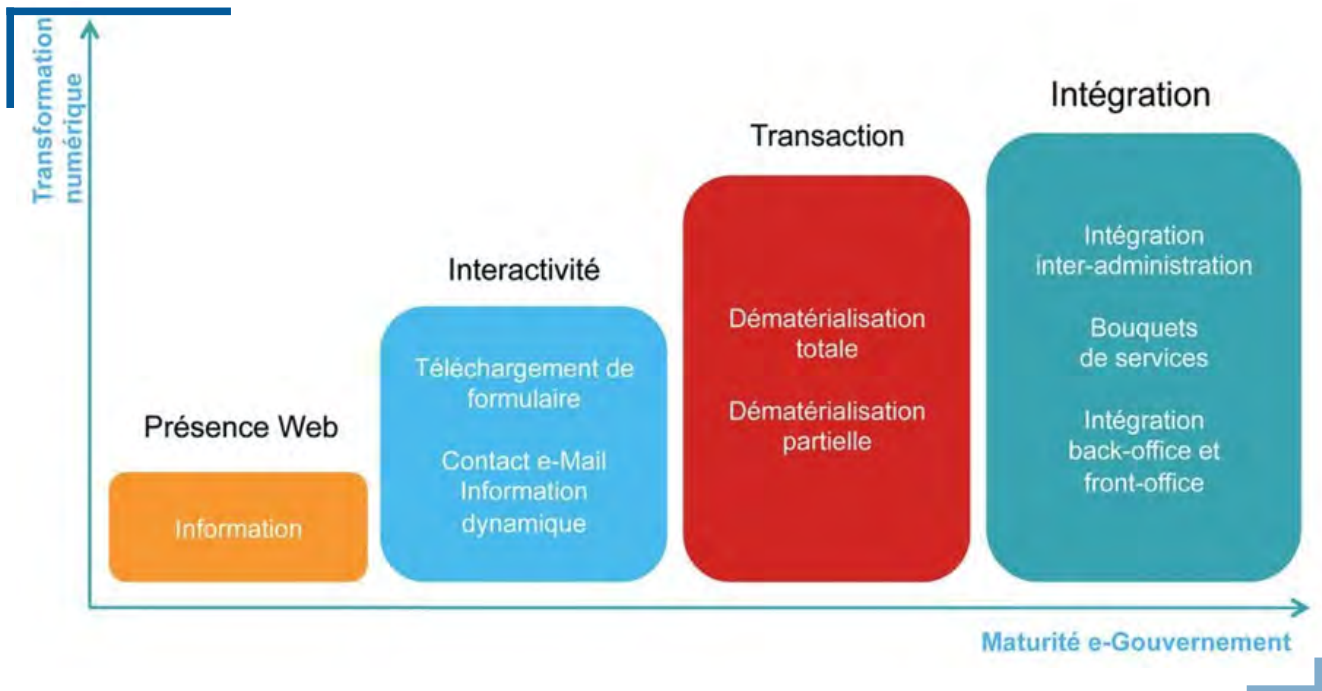 Transformation
numérique
Présence Web
Information
Interactivité
Téléchargement de
formulaire
Contact e-Mail
Information
dynamique
Transaction
Dématérialisation
totale
Dématérialisation
partielle
Intégration
Intégration
inter-administration
Bouquets
de services
Intégration
back-office et
front-office
Maturité e-Gouvernement